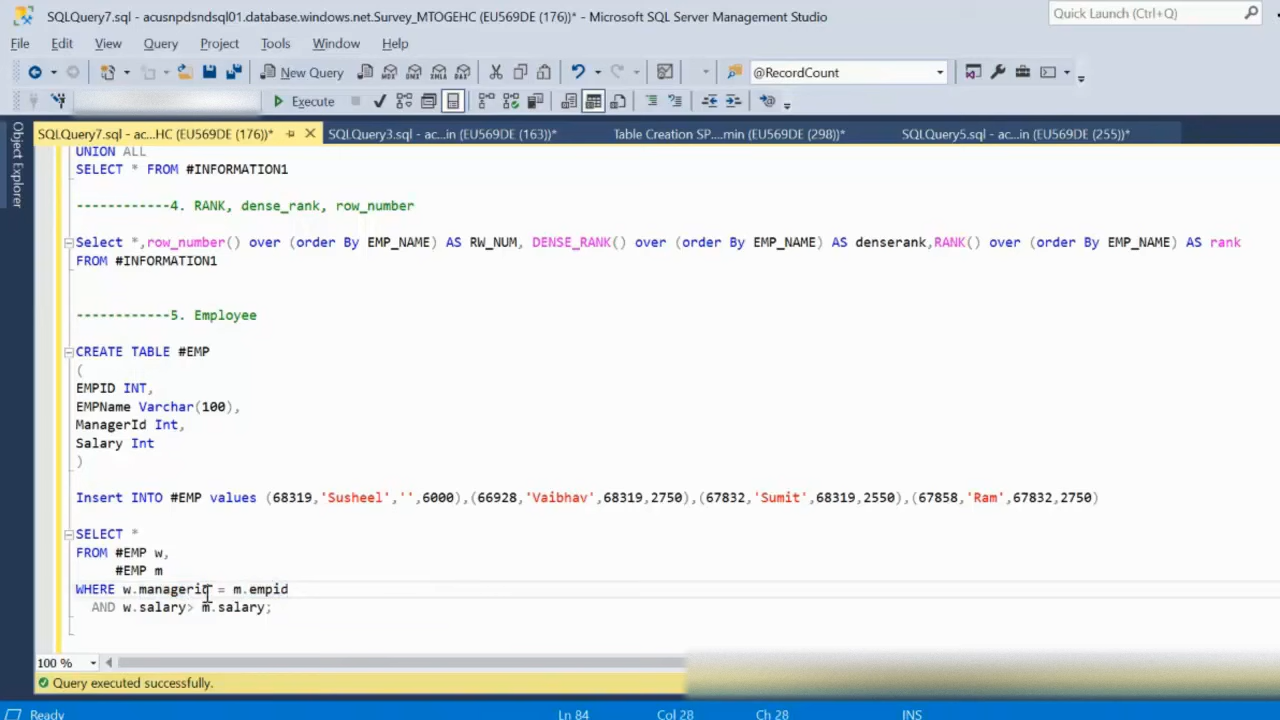 SQLQuery7.sql - acusnpdsndsql01.database.windows.net.Survey_MTOGEHC (EU569DE (176))* - Microsoft SQL Server Management Studio
Quick Launch (Ctrl+Q)
File Edit View Query Project Tools Window Help
New Query
@RecordCount
Execute
SQLQuery7.sql - ac...HC (EU569DE (176))* SQLQuery3.sql - ac...in (EU569DE (163))* Table Creation SP....min (EU569DE (298))* SQLQuery5.sql - ac...in (EU569DE (255))*
Object Explorer
UNION ALL
SELECT * FROM #INFORMATION1
------------4. RANK, dense_rank, row_number
Select *,row_number() over (order By EMP_NAME) AS RW_NUM, DENSE_RANK() over (order By EMP_NAME) AS denserank,RANK() over (order By EMP_NAME) AS rank
FROM #INFORMATION1
------------5. Employee
CREATE TABLE #EMP
(
EMPID INT,
EMPName Varchar(100),
ManagerId Int,
Salary Int
)
Insert INTO #EMP values (68319,'Susheel','',6000),(66928,'Vaibhav',68319,2750),(67832,'Sumit',68319,2550),(67858,'Ram',67832,2750)
SELECT *
FROM #EMP w,
#EMP m
WHERE w.managerid = m.empid
AND w.salary> m.salary;
100 %
Query executed successfully.
Ready Ln 84 Col 28 Ch 28 INS